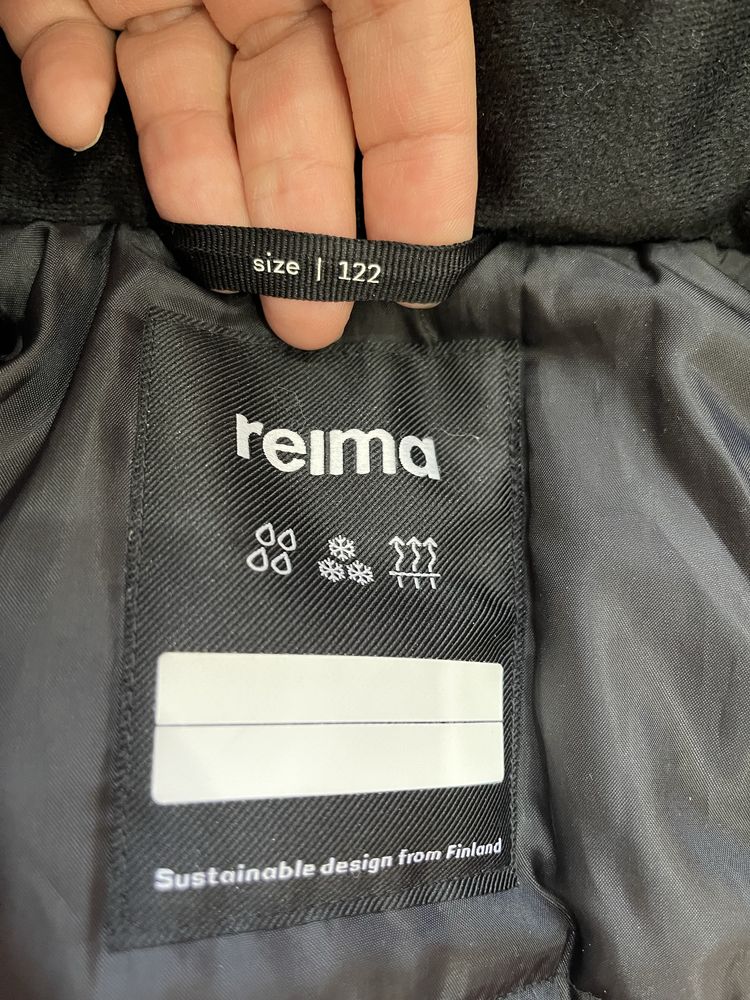 size | 122
reima
Sustainable design from Finland